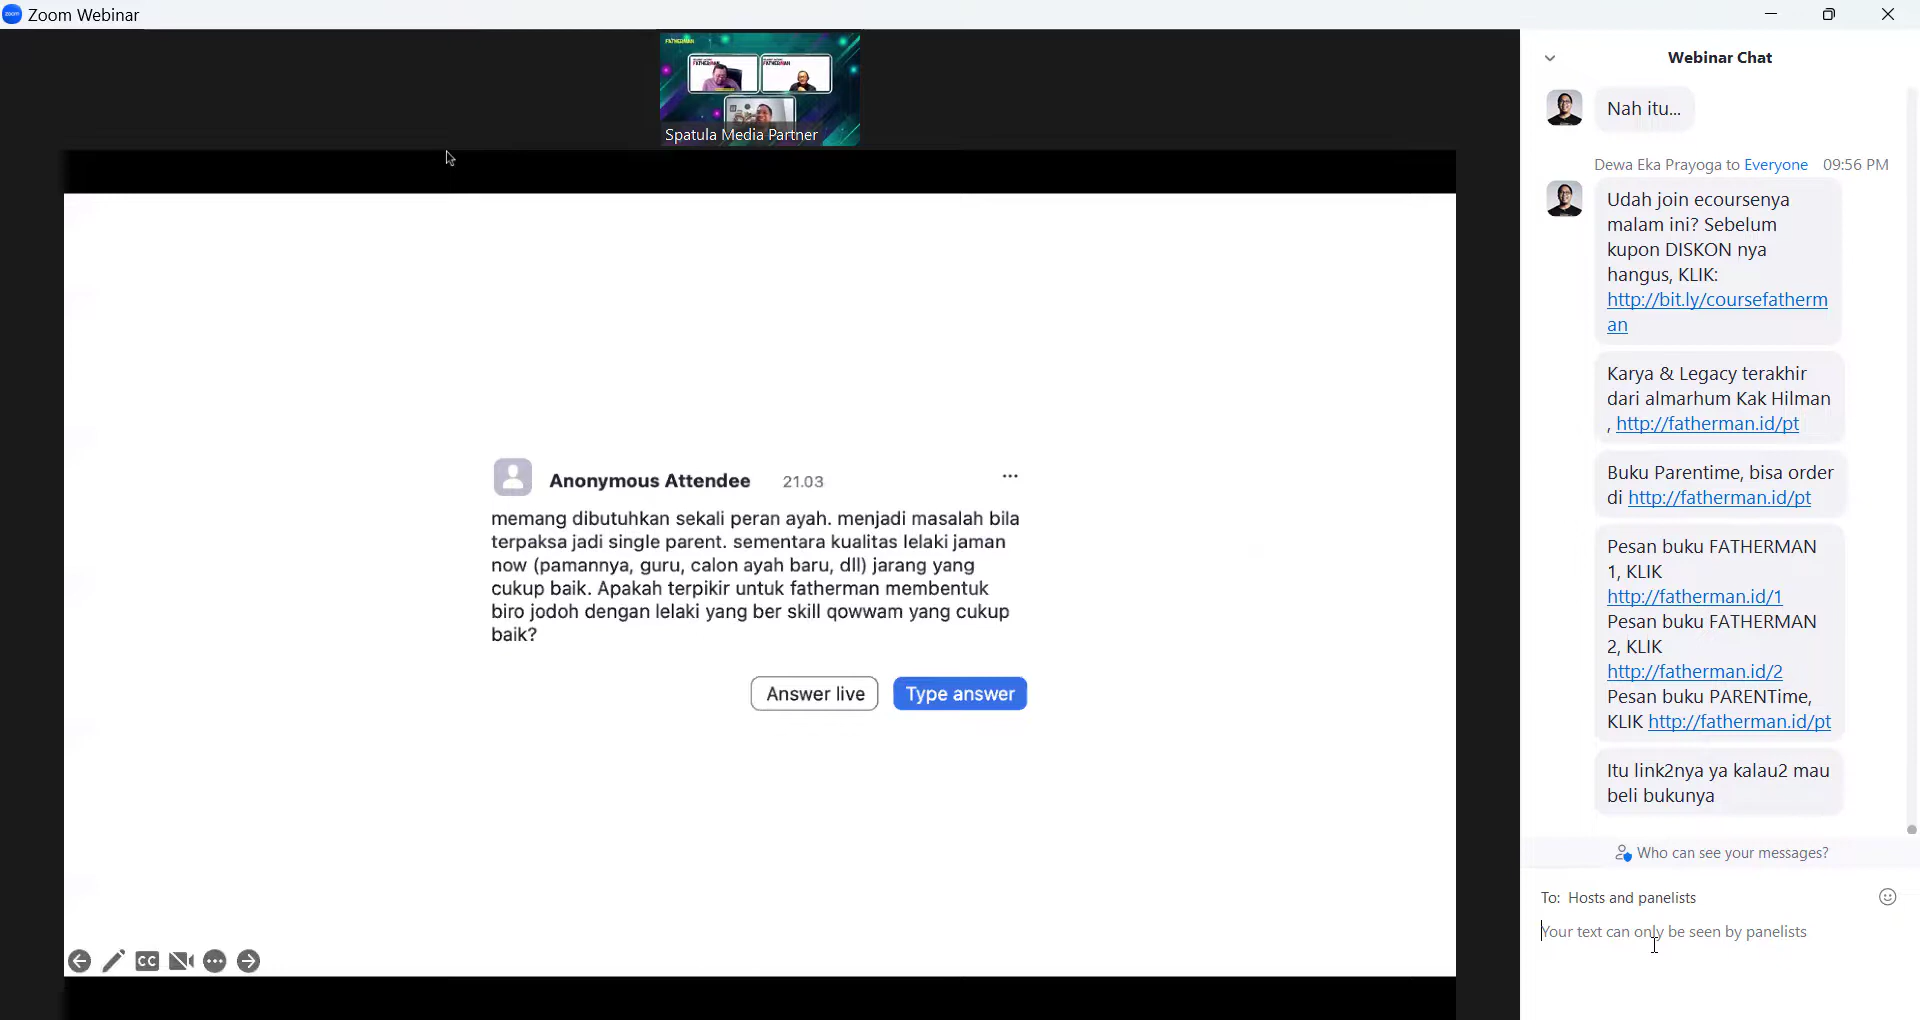 Zoom Webinar
FATHERMAN
FATHERMAN
FATHERMAN
Spatula Media Partner
Anonymous Attendee 21.03 ...
memang dibutuhkan sekali peran ayah. menjadi masalah bila
terpaksa jadi single parent. sementara kualitas lelaki jaman
now (pamannya, guru, calon ayah baru, dll) jarang yang
cukup baik. Apakah terpikir untuk fatherman membentuk
biro jodoh dengan lelaki yang ber skill qowwam yang cukup
baik?
Answer live
Type answer
CC
Webinar Chat
Nah itu...
Dewa Eka Prayoga to Everyone 09:56 PM
Udah join ecoursenya
malam ini? Sebelum
kupon DISKON nya
hangus, KLIK:
http://bit.ly/coursefatherm
an
Karya & Legacy terakhir
dari almarhum Kak Hilman
, http://fatherman.id/pt
Buku Parentime, bisa order
di http://fatherman.id/pt
Pesan buku FATHERMAN
1, KLIK
http://fatherman.id/1
Pesan buku FATHERMAN
2, KLIK
http://fatherman.id/2
Pesan buku PARENTime,
KLIK http://fatherman.id/pt
Itu link2nya ya kalau2 mau
beli bukunya
Who can see your messages?
To: Hosts and panelists
Your text can only be seen by panelists